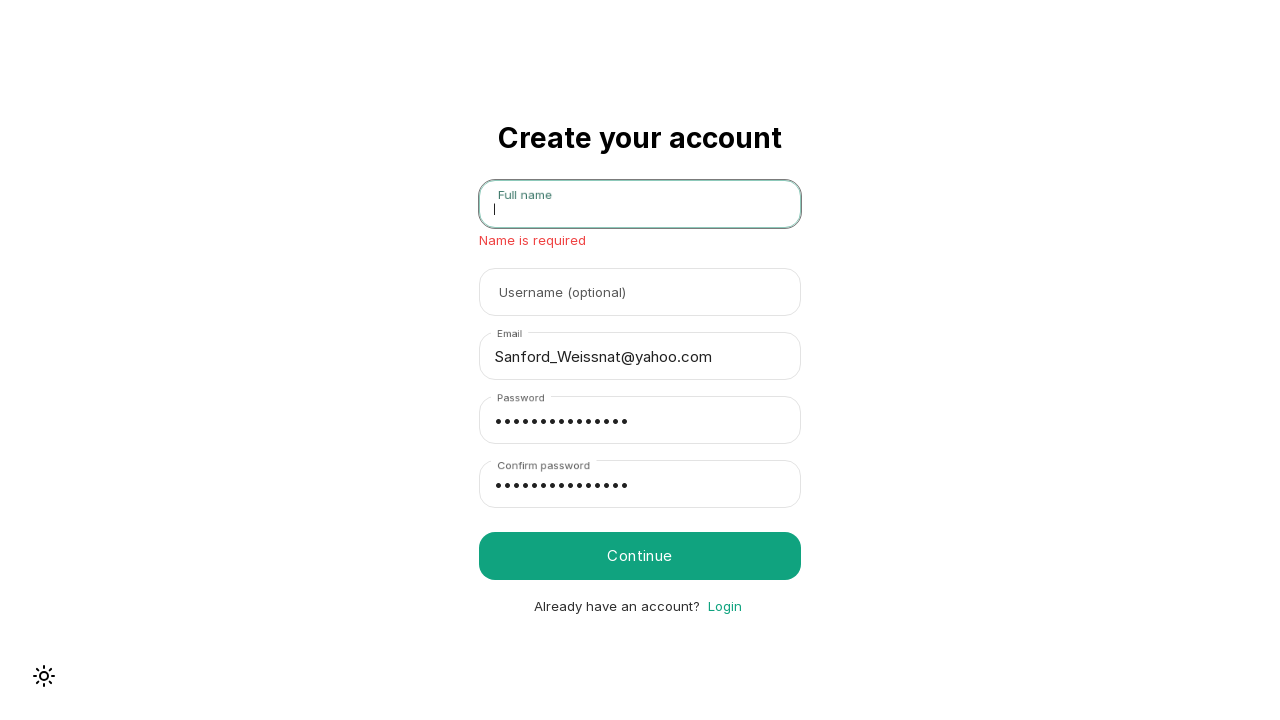 Create your account
Full name
Name is required
Username (optional)
Email
Sanford_Weissnat@yahoo.com
Password
•••••••••••••••
Confirm password
•••••••••••••••
Continue
Already have an account? Login